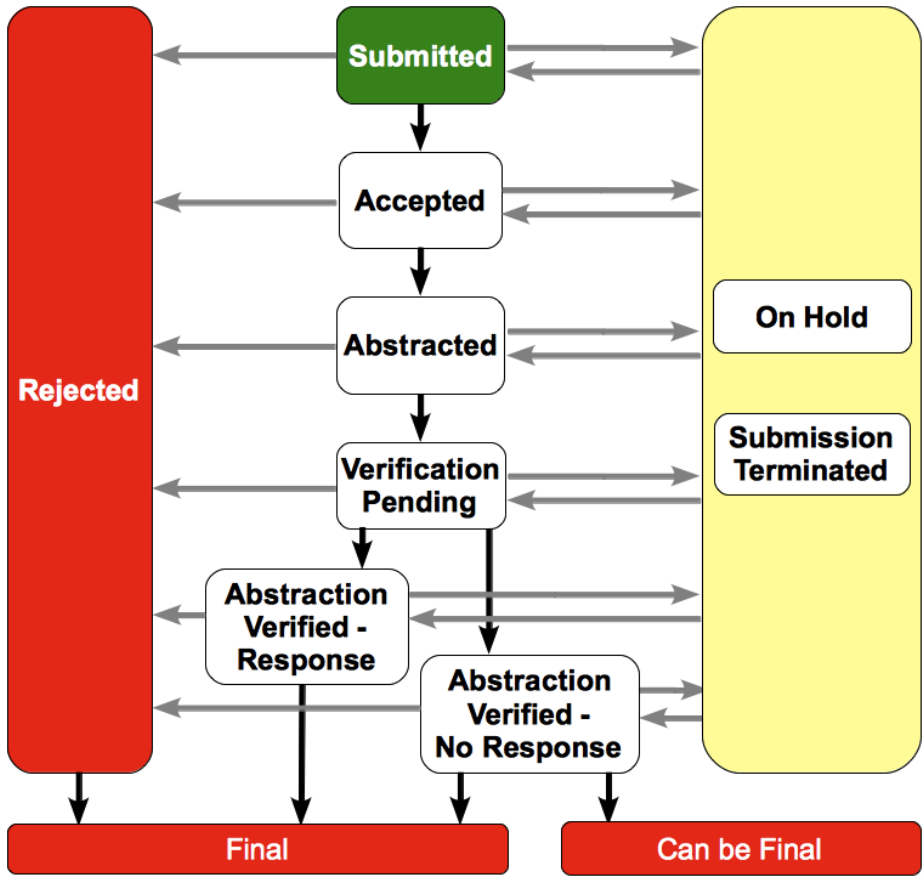 Submitted
Accepted
Abstracted
On Hold
Rejected
Submission
Terminated
Verification
Pending
Abstraction
Verified -
Response
Abstraction
Verified -
No Response
Final
Can be Final